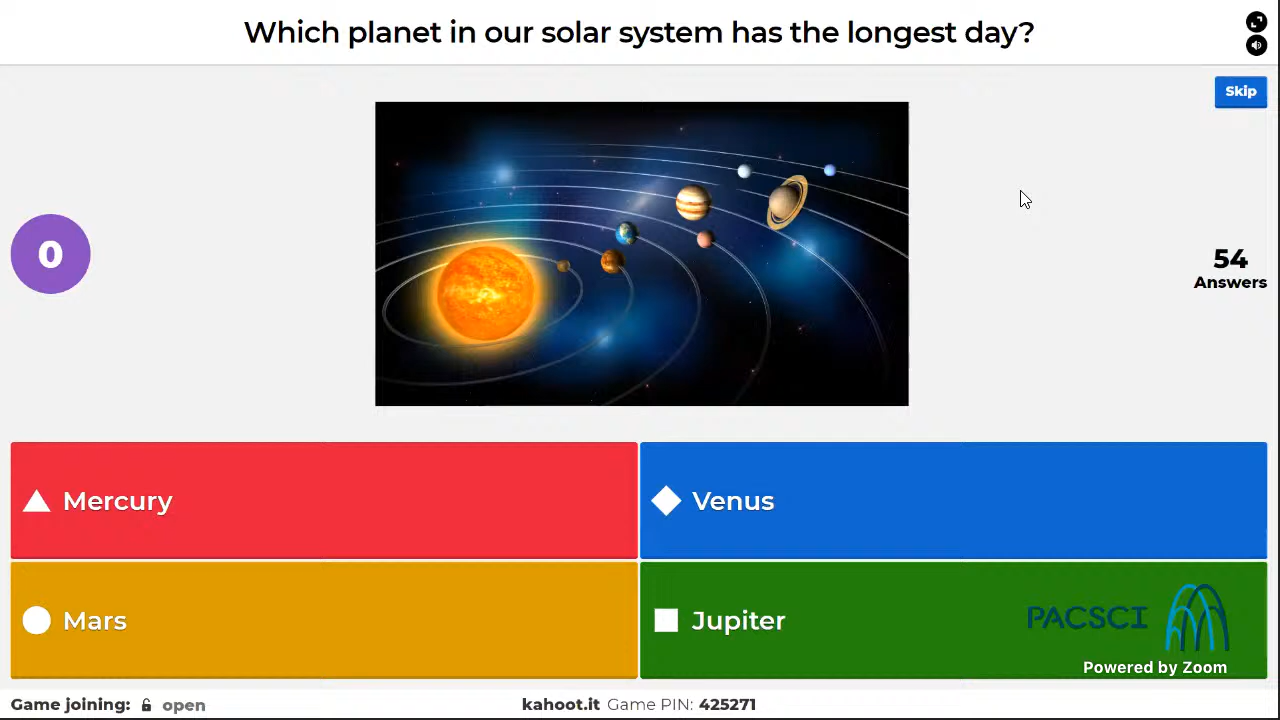 Which planet in our solar system has the longest day?
Skip
0
54
Answers
Mercury
Venus
Mars
Jupiter
PACSCI
Powered by Zoom
Game joining: open
kahoot.it Game PIN: 425271